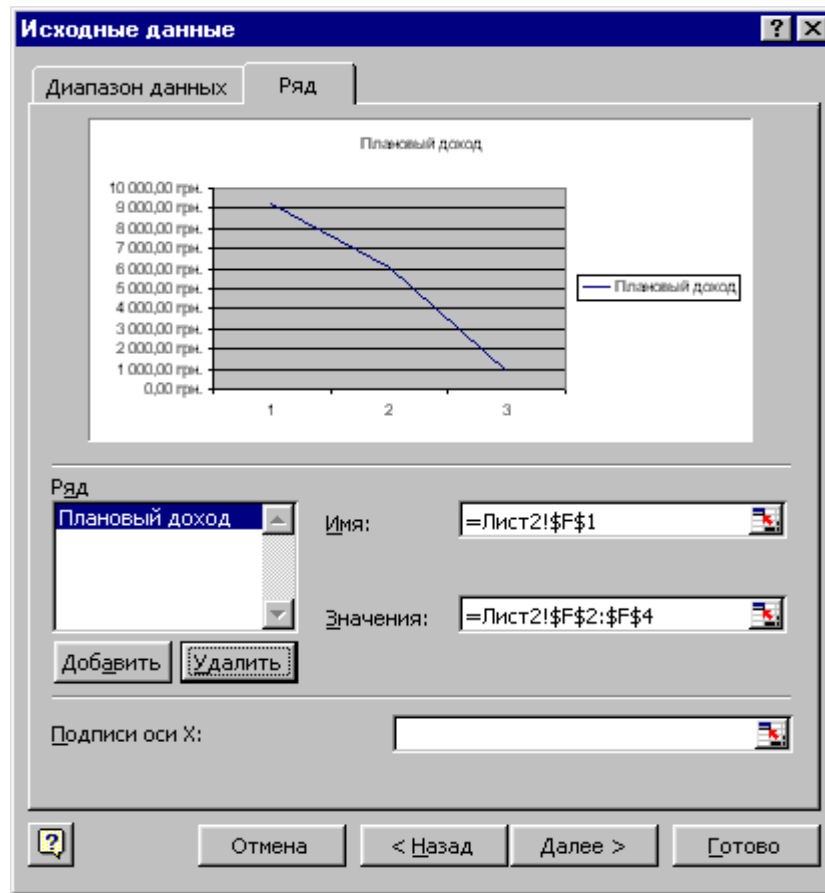 Исходные данные
Диапазон данных Ряд
Плановый доход
10 000,00 грн.
9 000,00 грн.
8 000,00 грн.
7 000,00 грн.
6 000,00 грн.
5 000,00 грн.
4 000,00 грн.
3 000,00 грн.
2 000,00 грн.
1 000,00 грн.
0,00 грн.
1 2 3
Плановый доход
Ряд
Плановый доход
Имя: =Лист2!$F$1
Значения: =Лист2!$F$2:$F$4
Добавить Удалить
Подписи оси X:
Отмена < Назад Далее > Готово